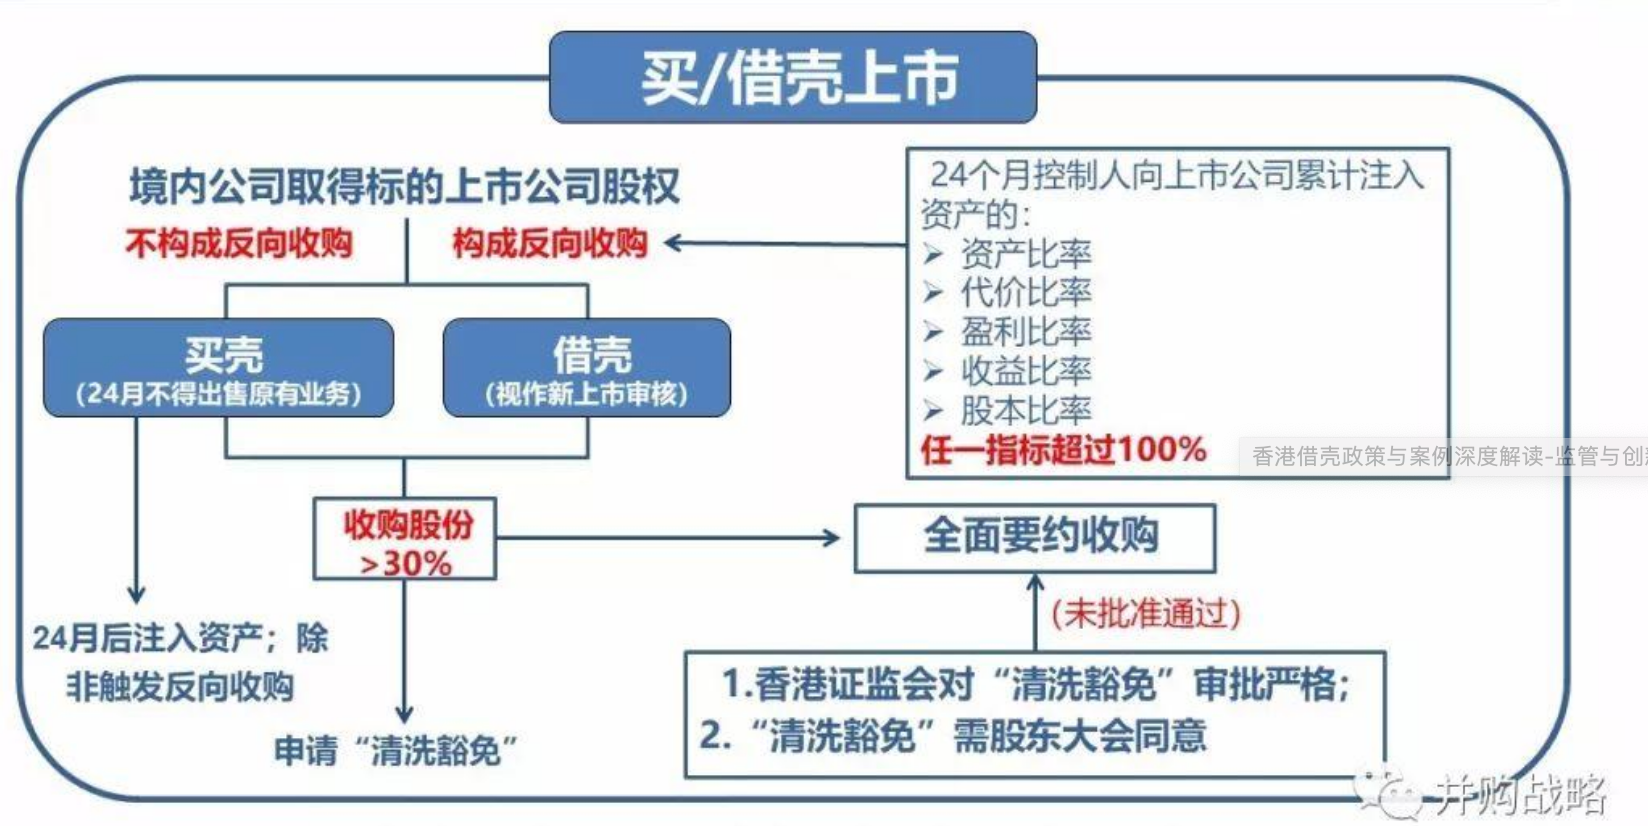 买/借壳上市
境内公司取得标的上市公司股权
不构成反向收购
构成反向收购
24个月控制人向上市公司累计注入
资产的:
➢ 资产比率
➢ 代价比率
➢ 盈利比率
➢ 收益比率
➢ 股本比率
任一指标超过100%
香港借壳政策与案例深度解读-监管与创
买壳
(24月不得出售原有业务)
借壳
(视作新上市审核)
收购股份
>30%
全面要约收购
(未批准通过)
24月后注入资产；除
非触发反向收购
申请“清洗豁免”
1.香港证监会对“清洗豁免”审批严格；
2.“清洗豁免”需股东大会同意
并购战略